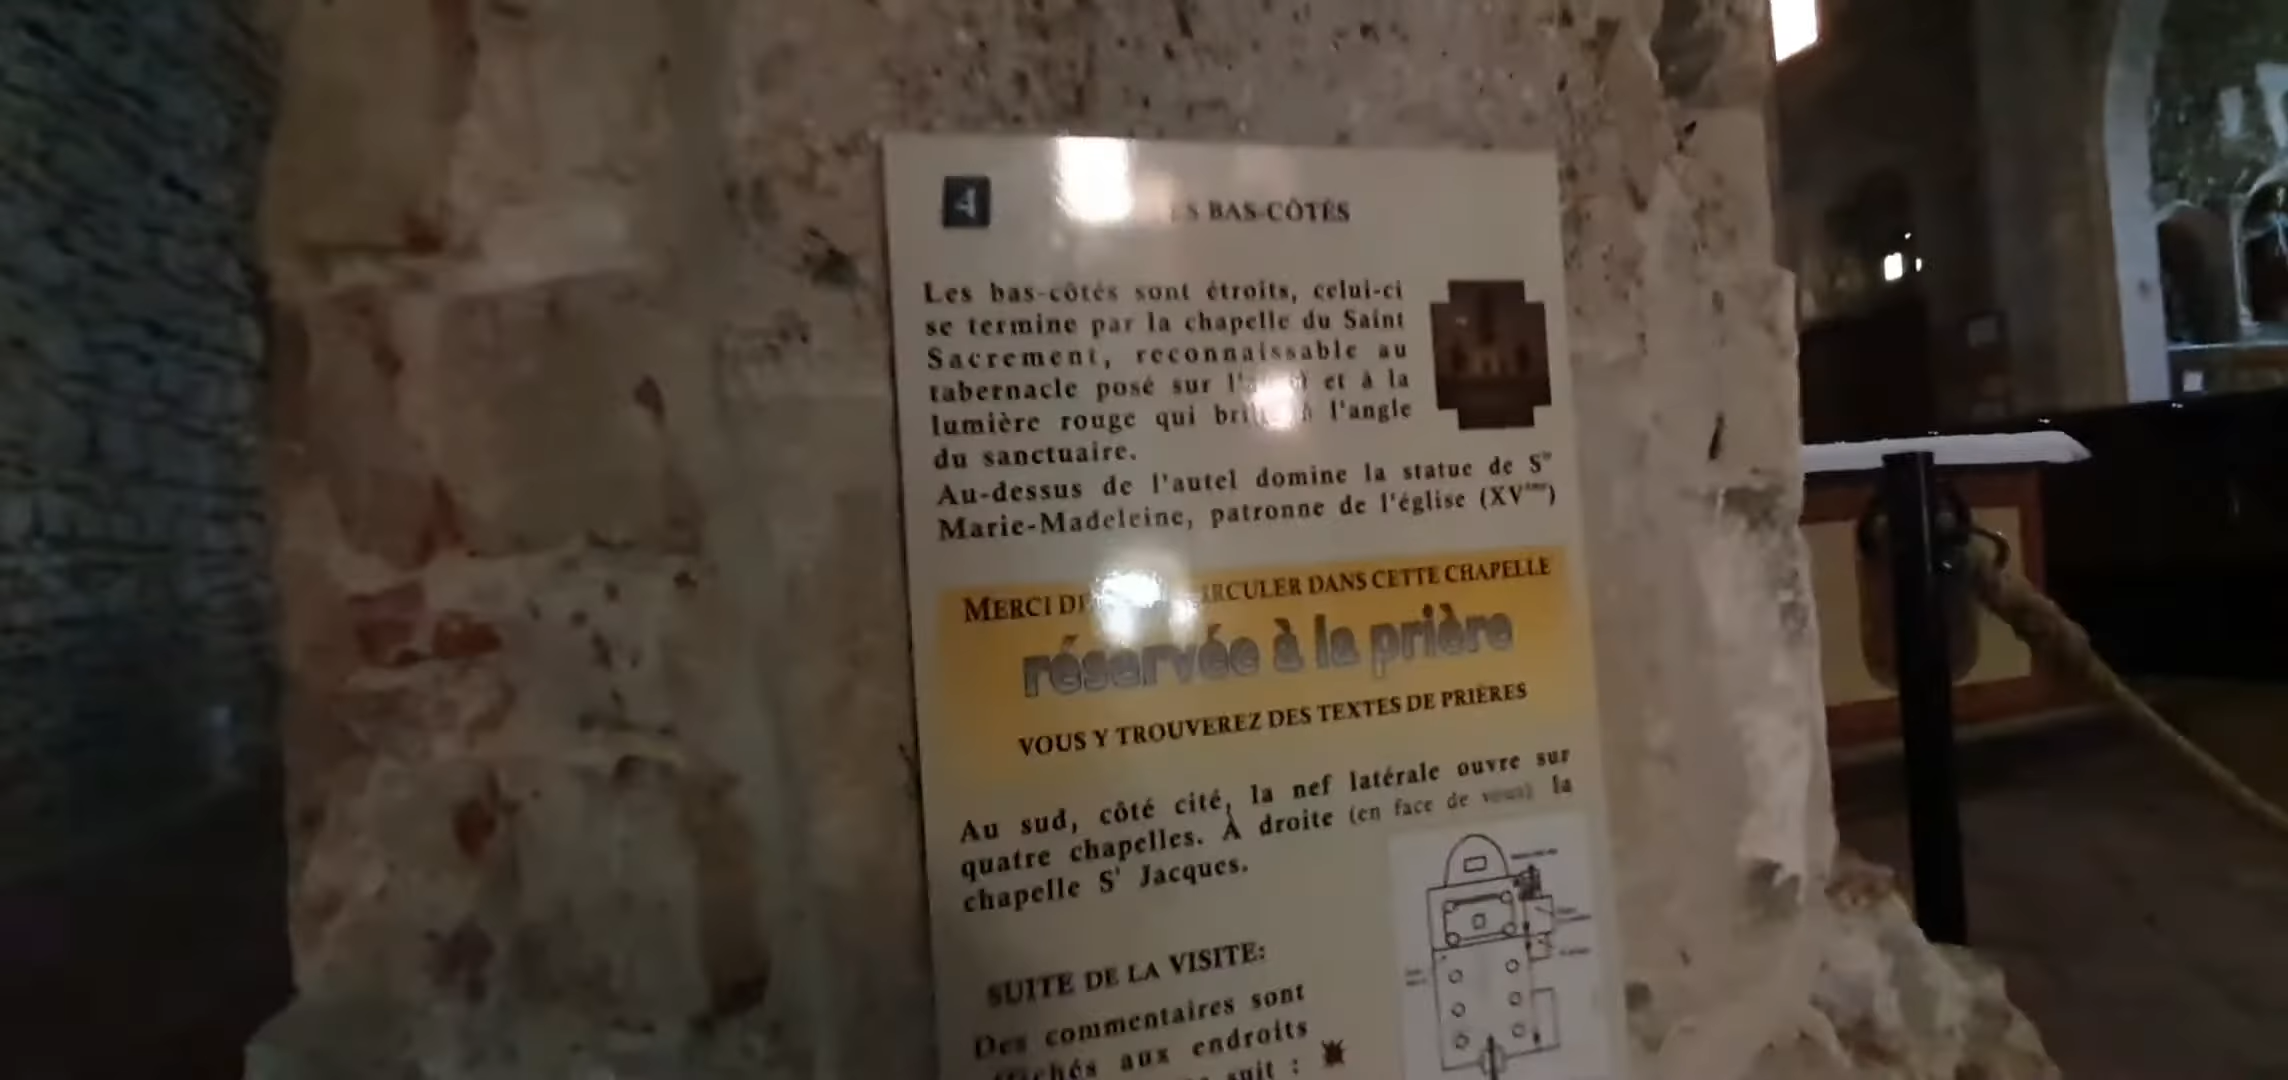 4
BAS-CÔTÉS
Les bas-côtés sont étroits, celui-ci
se termine par la chapelle du Saint
Sacrement, reconnaissable au
tabernacle posé sur et à la
lumière rouge qui l'angle
du sanctuaire.
Au-dessus de l'autel domine la statue de Sᵗᵉ
Marie-Madeleine, patronne de l'église (XVᵉᵐᵉ)
MERCI DANS CETTE CHAPELLE
réservée à la prière
VOUS Y TROUVEREZ DES TEXTES DE PRIÈRES
Au sud, côté cité, la nef latérale ouvre sur
quatre chapelles. À droite (en face de vous) la
chapelle Sᵗ Jacques.
SUITE DE LA VISITE:
Des commentaires sont
aux endroits
suit :